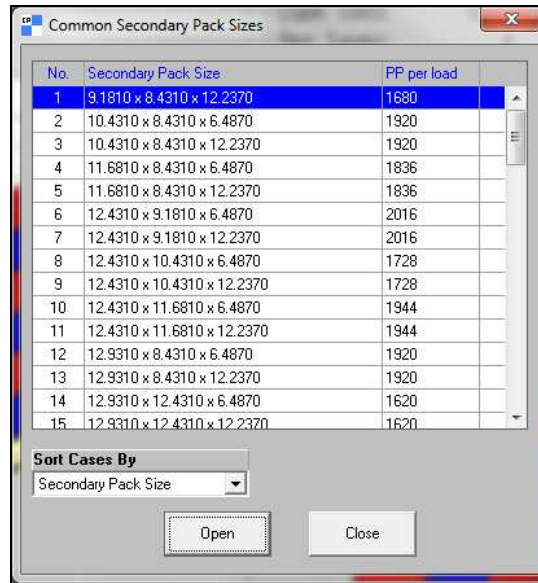 CP Common Secondary Pack Sizes
No. Secondary Pack Size PP per load
1 9.1810 x 8.4310 x 12.2370 1680
2 10.4310 x 8.4310 x 6.4870 1920
3 10.4310 x 8.4310 x 12.2370 1920
4 11.6810 x 8.4310 x 6.4870 1836
5 11.6810 x 8.4310 x 12.2370 1836
6 12.4310 x 9.1810 x 6.4870 2016
7 12.4310 x 9.1810 x 12.2370 2016
8 12.4310 x 10.4310 x 6.4870 1728
9 12.4310 x 10.4310 x 12.2370 1728
10 12.4310 x 11.6810 x 6.4870 1944
11 12.4310 x 11.6810 x 12.2370 1944
12 12.9310 x 8.4310 x 6.4870 1920
13 12.9310 x 8.4310 x 12.2370 1920
14 12.9310 x 12.4310 x 6.4870 1620
15 12.9310 x 12.4310 x 12.2370 1620
Sort Cases By
Secondary Pack Size
Open Close